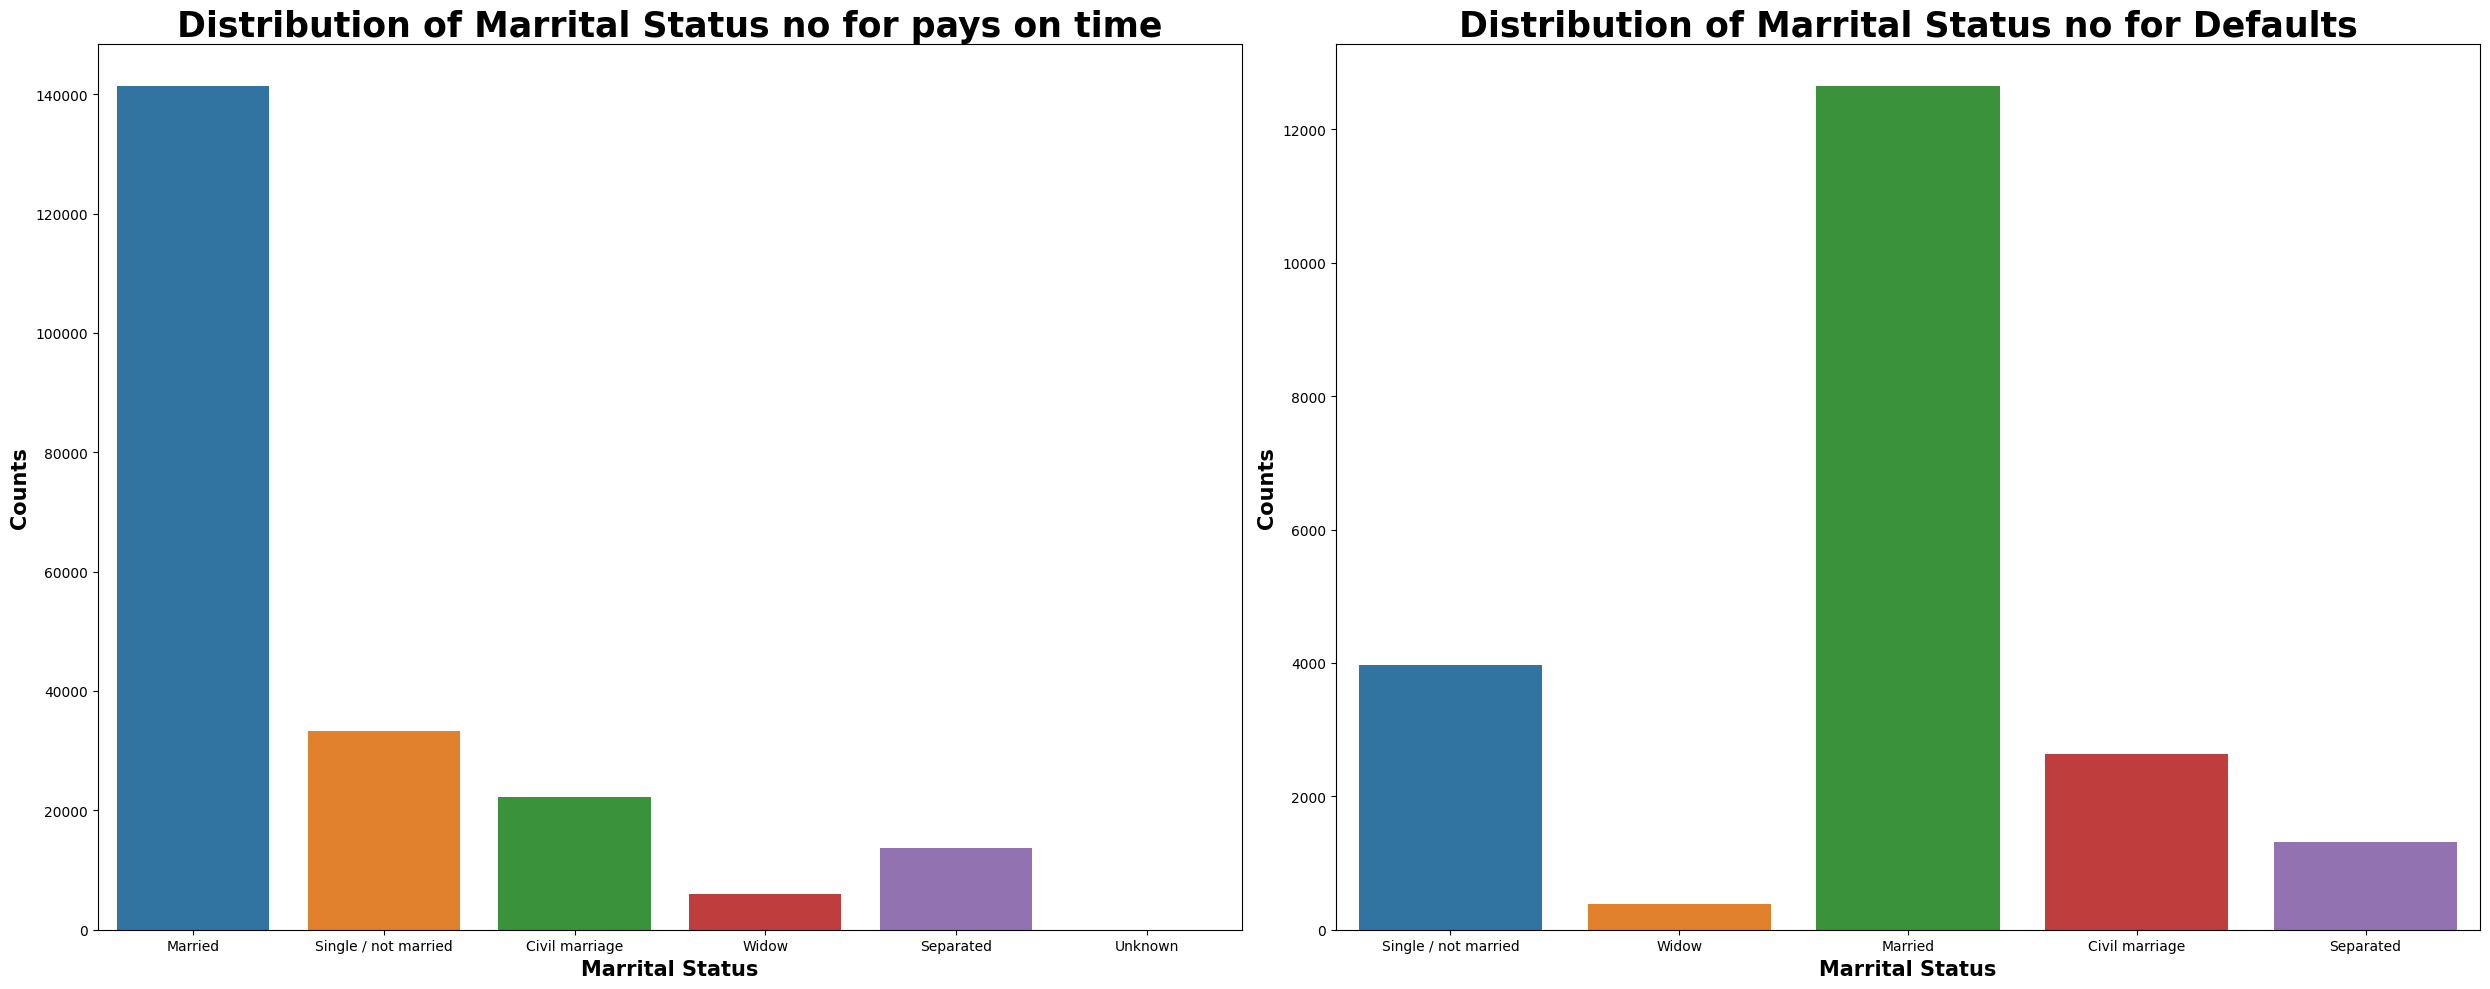 Distribution of Marrital Status no for pays on time
140000
120000
100000
80000
60000
40000
20000
0
Counts
Married
Single / not married
Civil marriage
Widow
Separated
Unknown
Marrital Status
Distribution of Marrital Status no for Defaults
12000
10000
8000
6000
4000
2000
0
Counts
Single / not married
Widow
Married
Civil marriage
Separated
Marrital Status